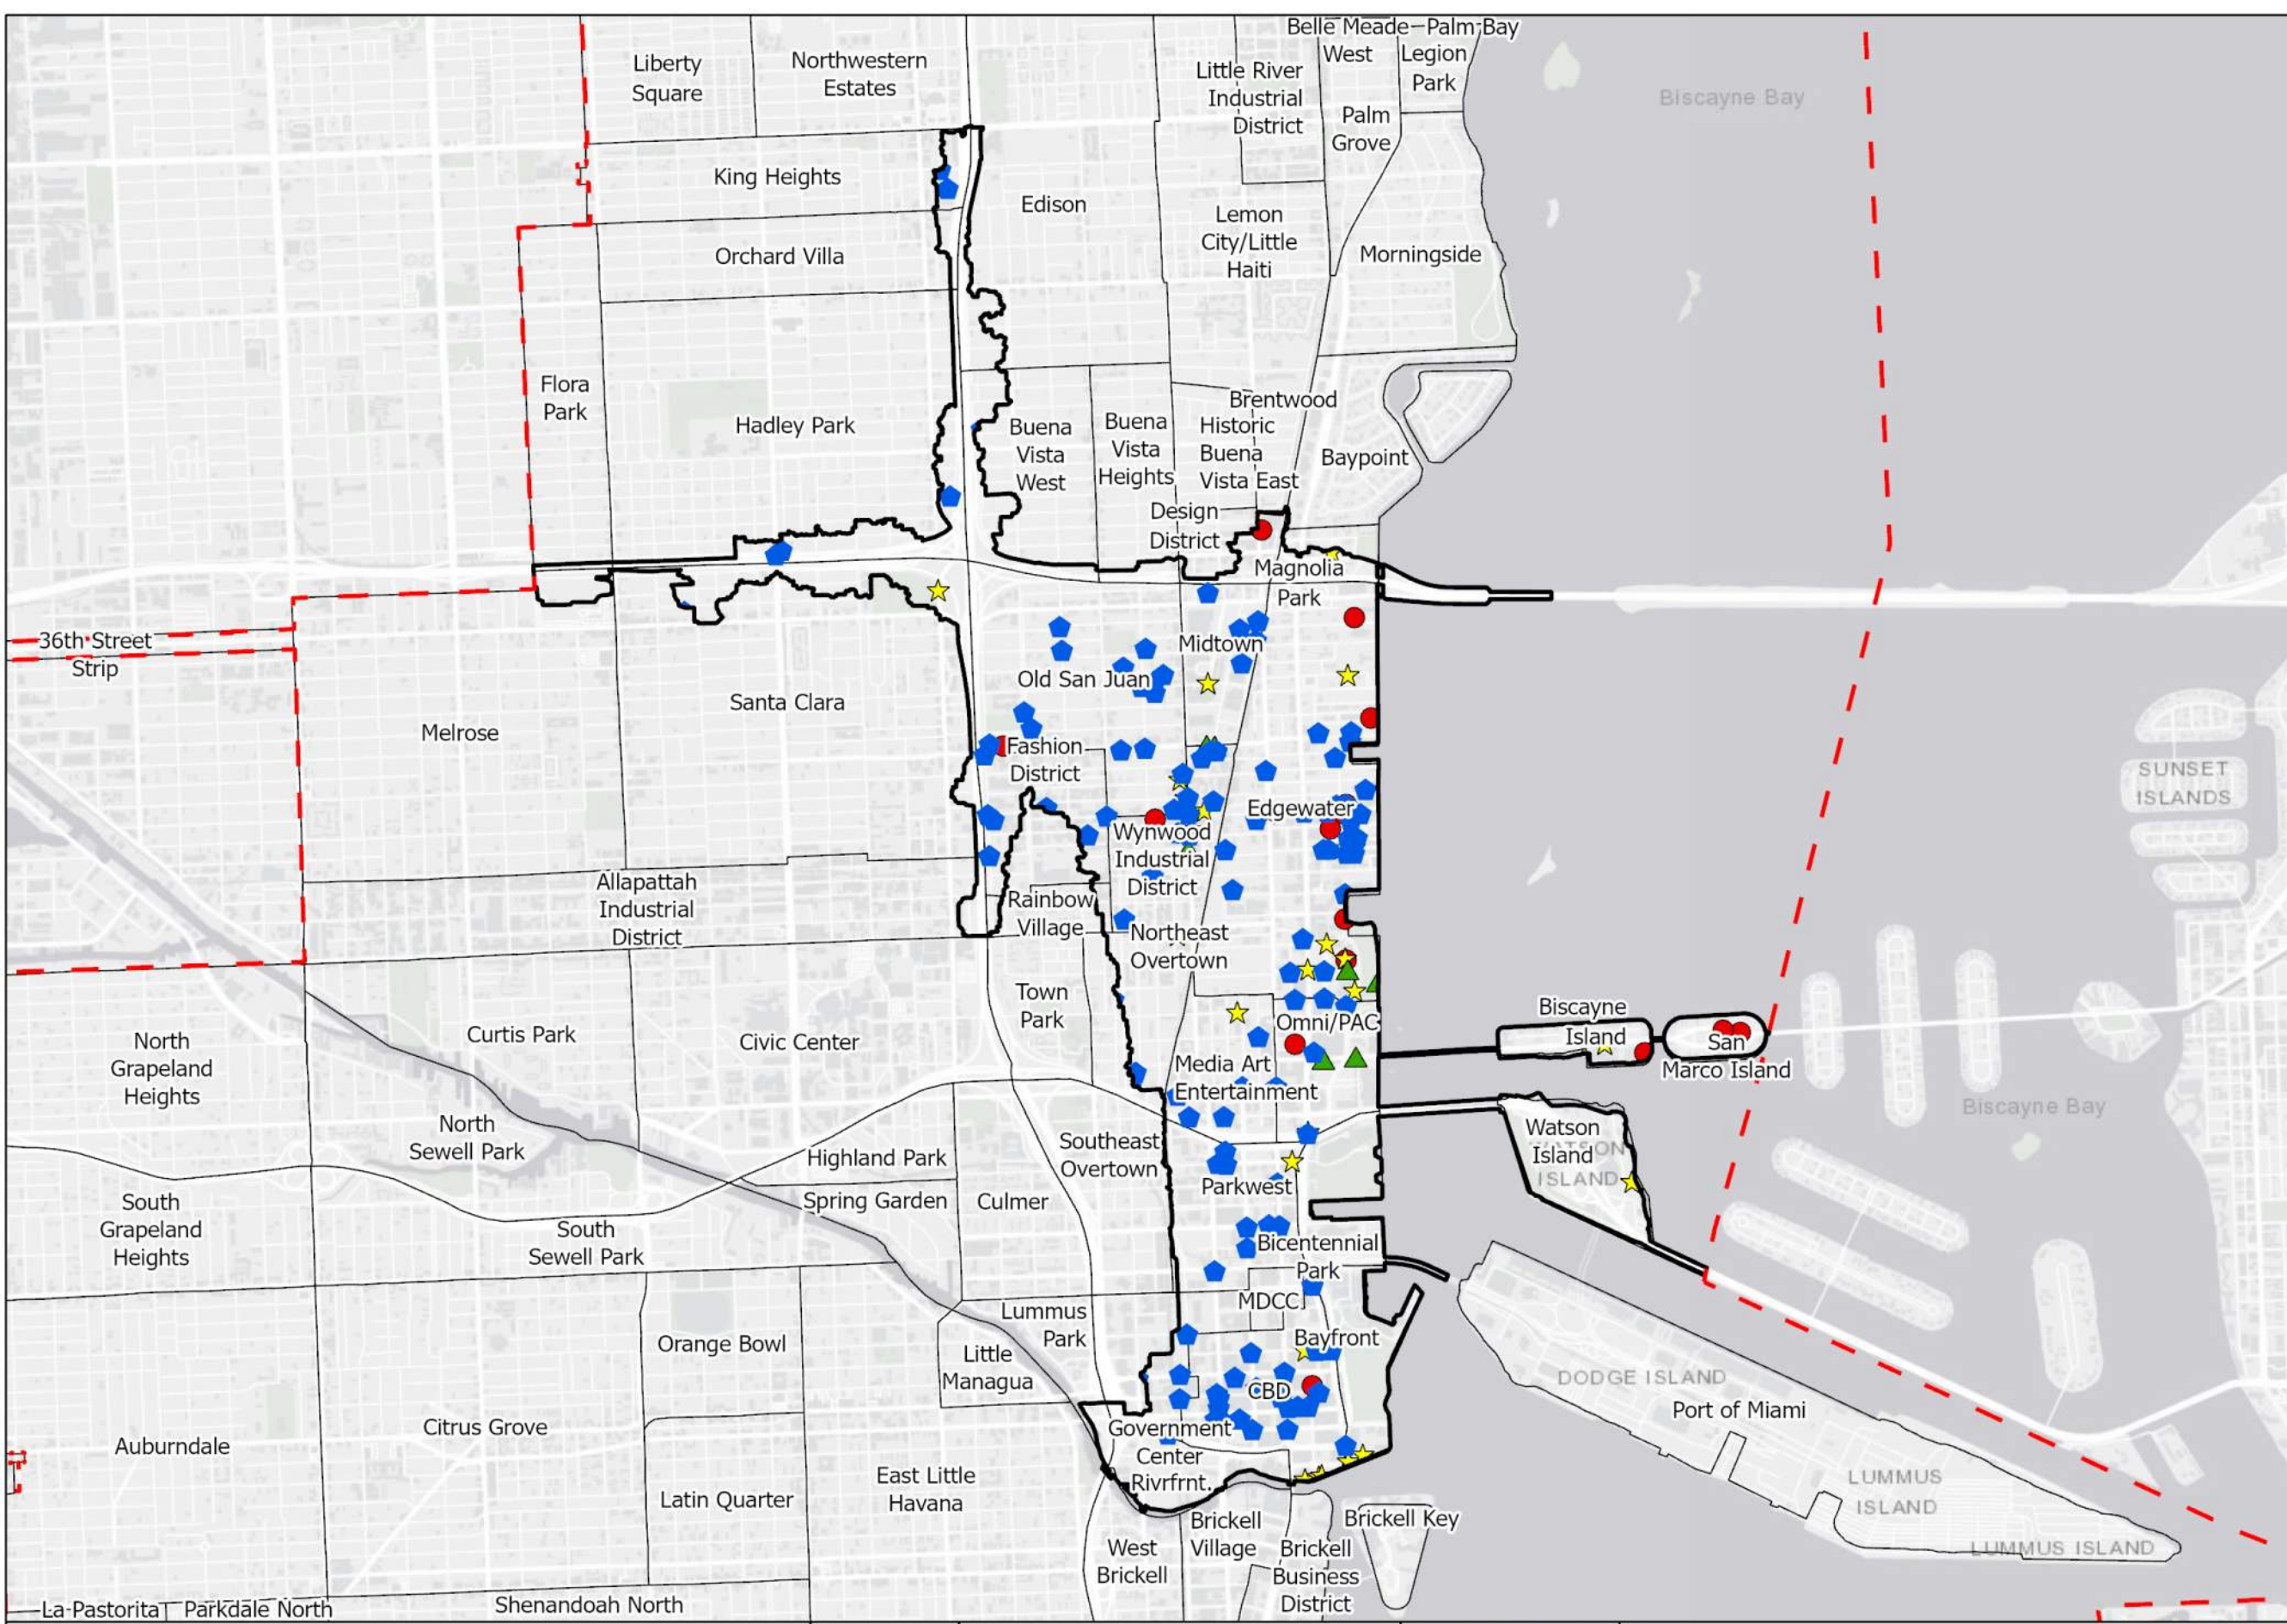 Belle Meade
Palm Bay
West
Legion
Park
Liberty
Square
Northwestern
Estates
Little River
Industrial
District
Biscayne Bay
Palm
Grove
King Heights
Edison
Lemon
City/Little
Haiti
Orchard Villa
Morningside
Flora
Park
Hadley Park
Brentwood
Buena
Vista
West
Buena
Vista
Heights
Historic
Buena
Vista East
Baypoint
Design
District
Magnolia
Park
36th Street
Strip
Midtown
Old San Juan
Santa Clara
Melrose
Fashion
District
SUNSET
ISLANDS
Edgewater
Wynwood
Industrial
District
Allapattah
Industrial
District
Rainbow
Village
Northeast
Overtown
Town
Park
Biscayne
Island
San
Marco Island
Omni/PAC
North
Grapeland
Heights
Curtis Park
Civic Center
Media Art
Entertainment
Biscayne Bay
North
Sewell Park
Southeast
Overtown
Watson
Island
WATSON
ISLAND
Highland Park
Parkwest
Spring Garden
Culmer
South
Grapeland
Heights
South
Sewell Park
Bicentennial
Park
MDCC
Lummus
Park
Orange Bowl
Bayfront
Little
Managua
CBD
DODGE ISLAND
Port of Miami
Auburndale
Citrus Grove
Government
Center
Rivrfrnt.
East Little
Havana
LUMMUS
ISLAND
Latin Quarter
Brickell Key
West
Brickell
Brickell
Village
Brickell
Business
District
LUMMUS ISLAND
La-Pastorita
Parkdale North
Shenandoah North